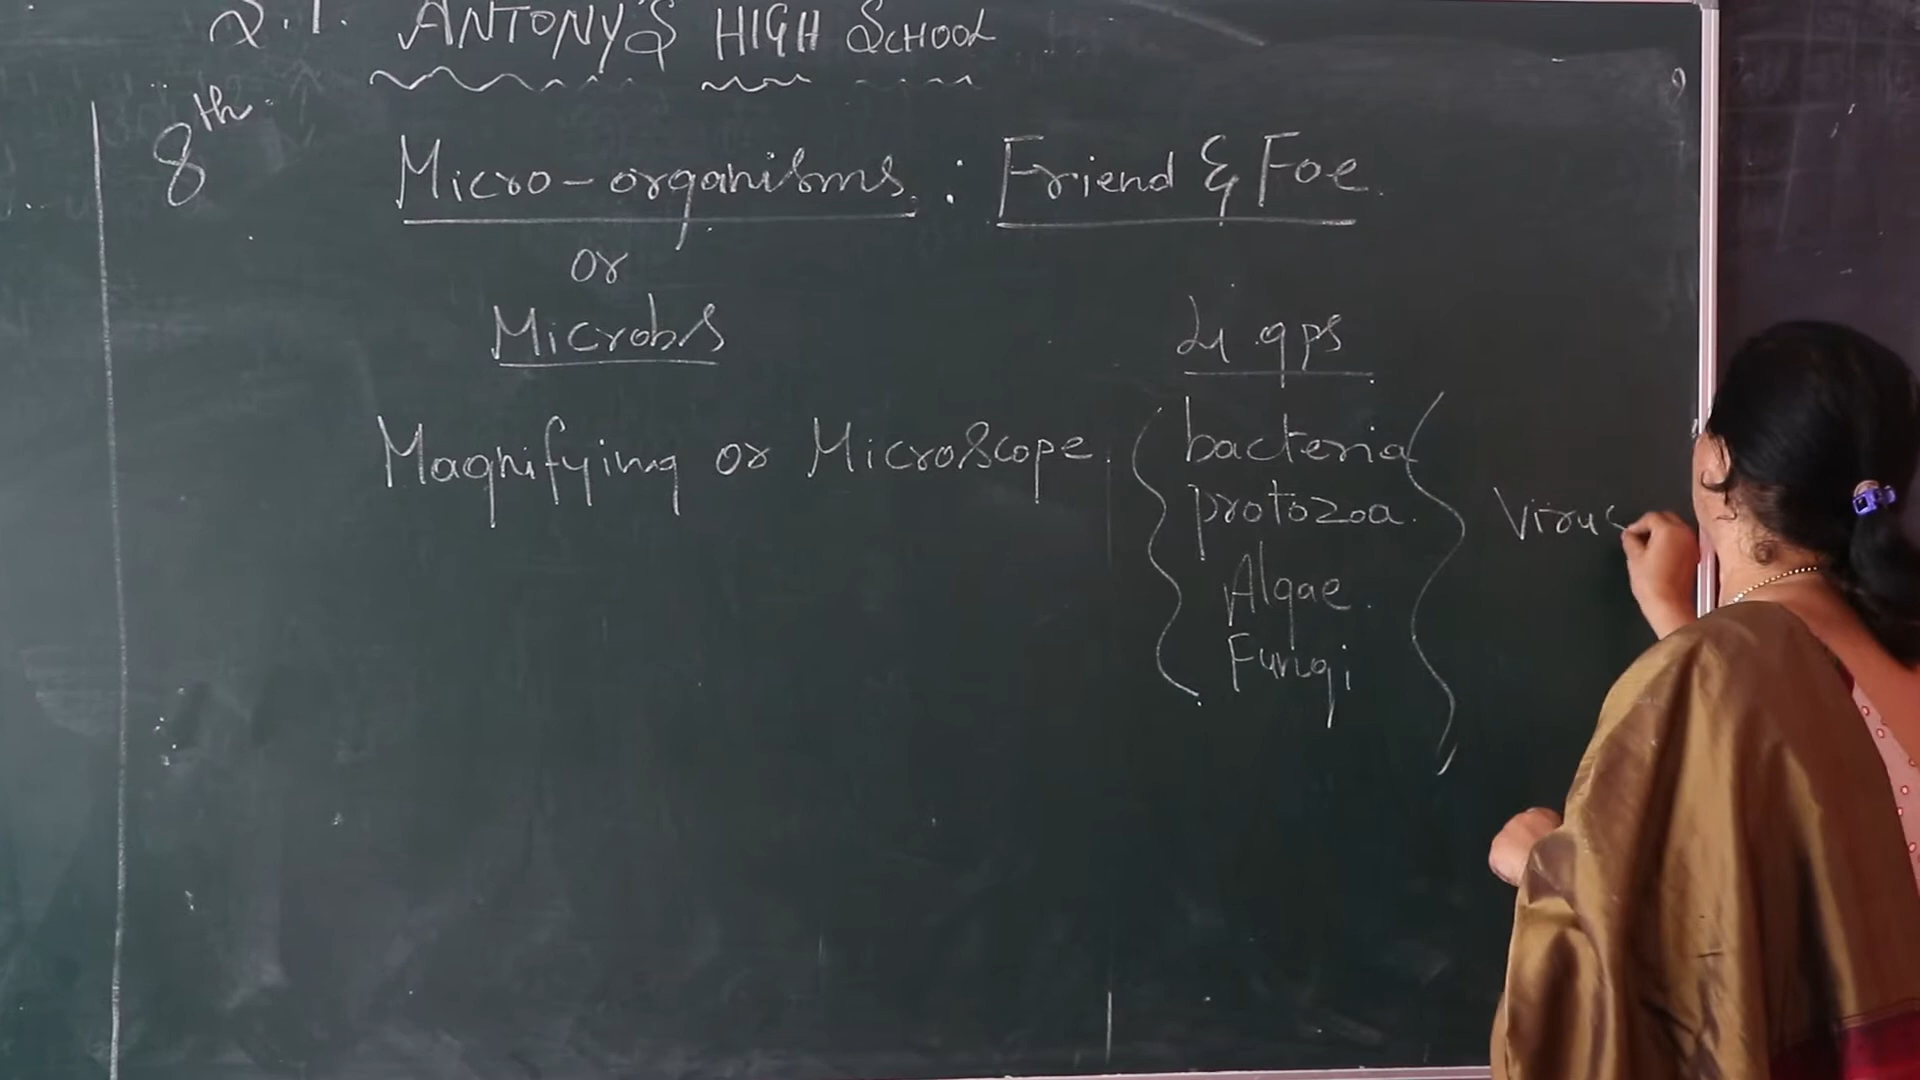 S.T. ANTONY'S HIGH SCHOOL
8th
Micro-organisms : Friend & Foe.
or
Microbs
4 gps
Magnifying or Microscope.
bacteria
protozoa.
Algae.
Fungi
Virus